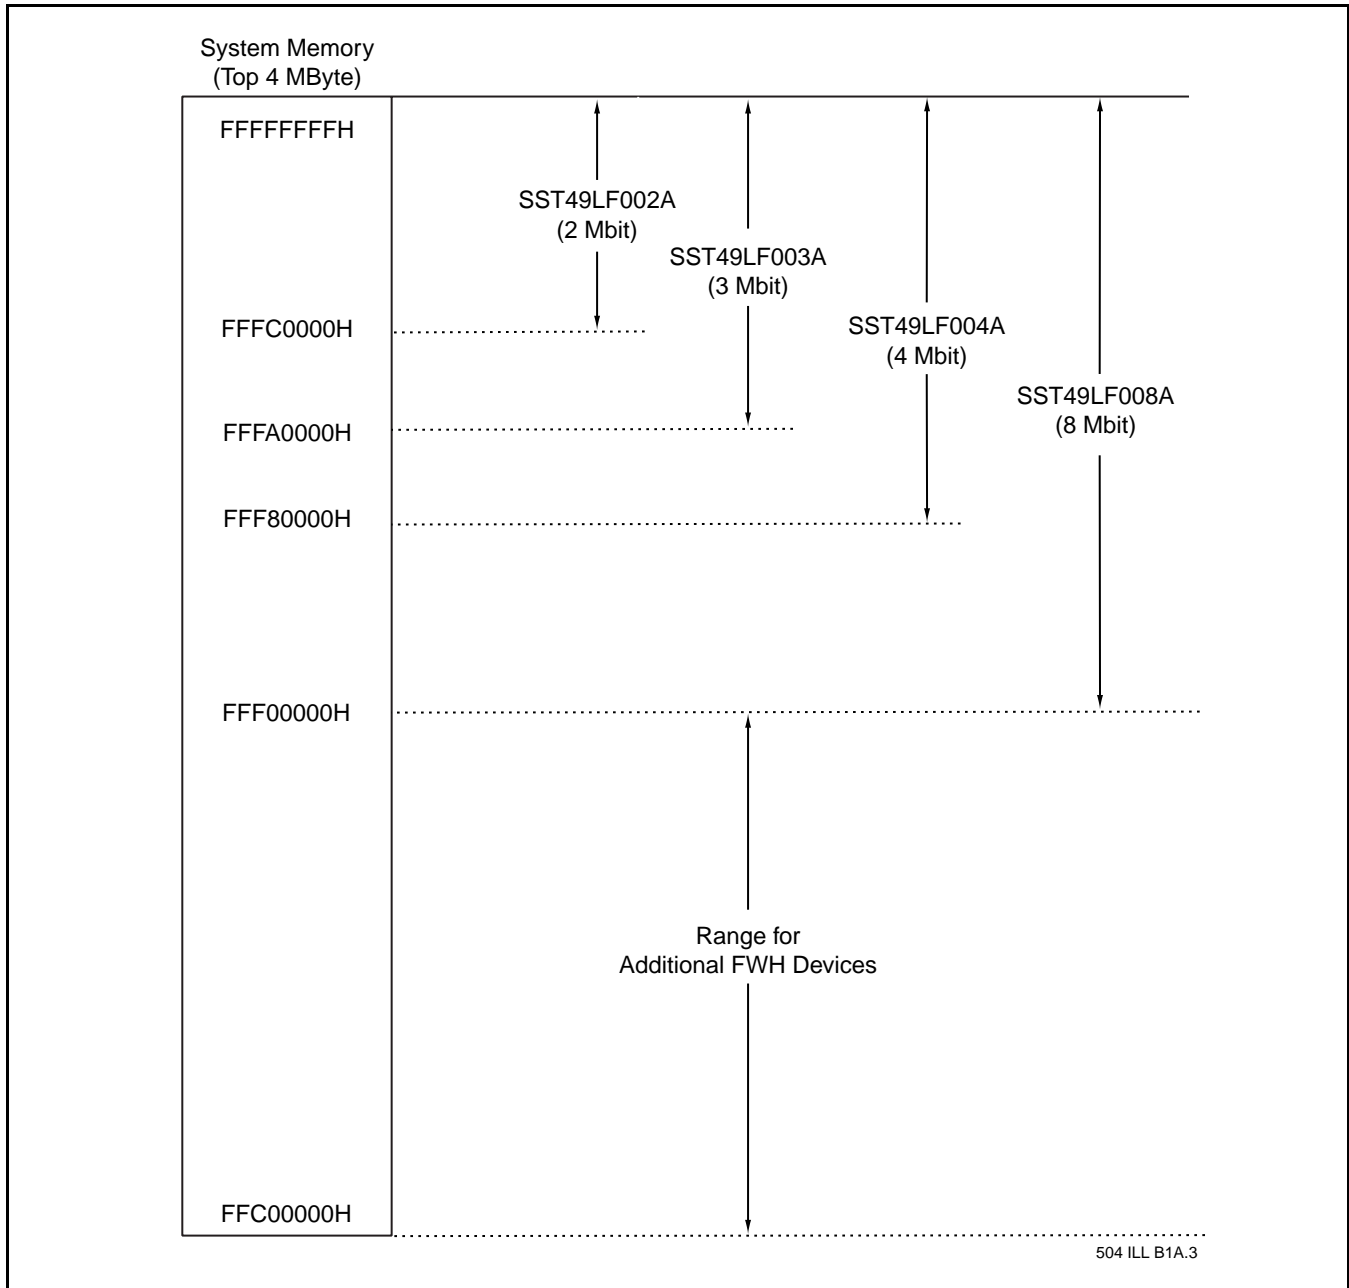 System Memory
(Top 4 MByte)
FFFFFFFFH
SST49LF002A
(2 Mbit)
SST49LF003A
(3 Mbit)
FFFC0000H
SST49LF004A
(4 Mbit)
SST49LF008A
(8 Mbit)
FFFA0000H
FFF80000H
FFF00000H
Range for
Additional FWH Devices
FFC00000H
504 ILL B1A.3